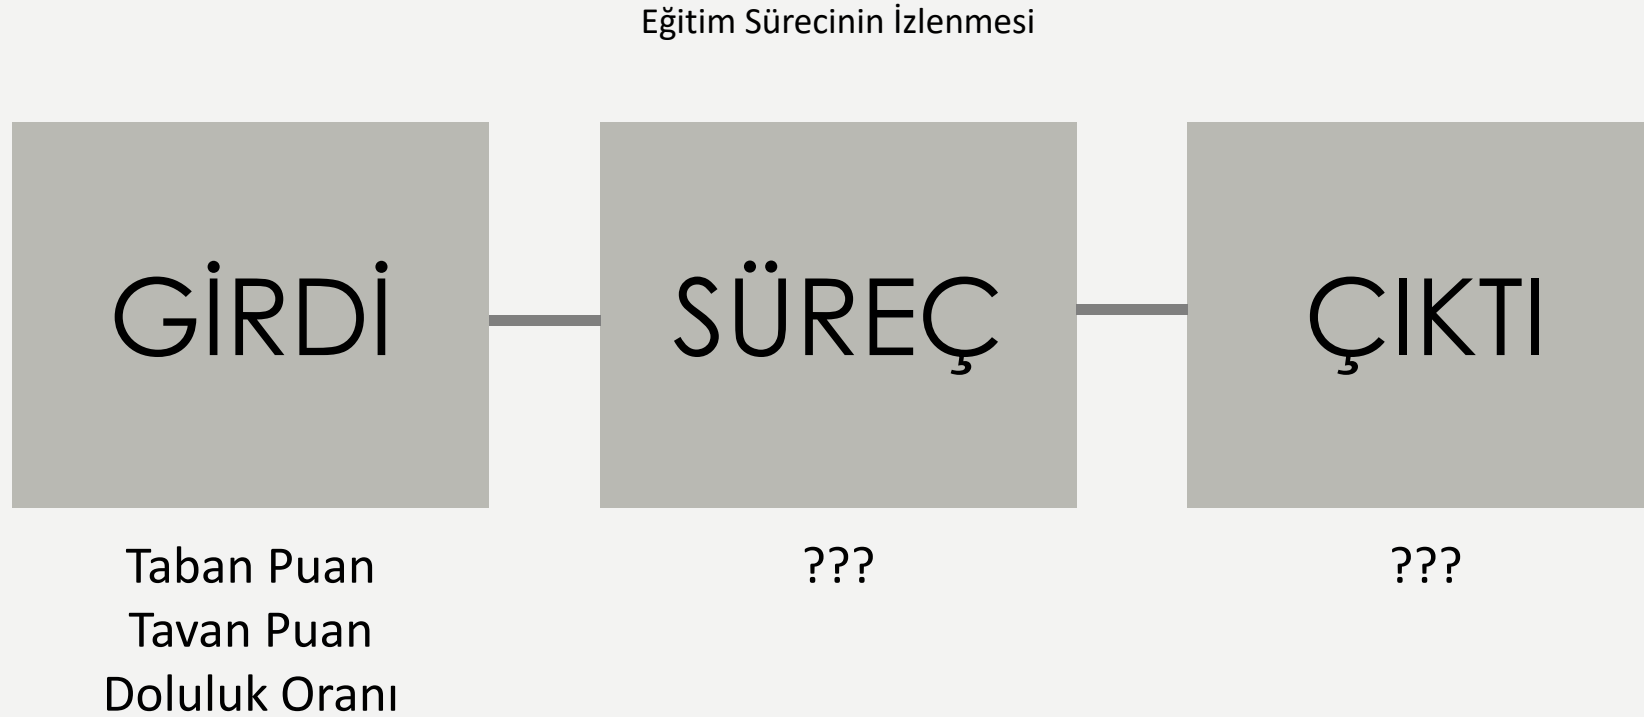 Eğitim Sürecinin İzlenmesi
GİRDİ
SÜREÇ
ÇIKTI
Taban Puan
Tavan Puan
Doluluk Oranı
???
???